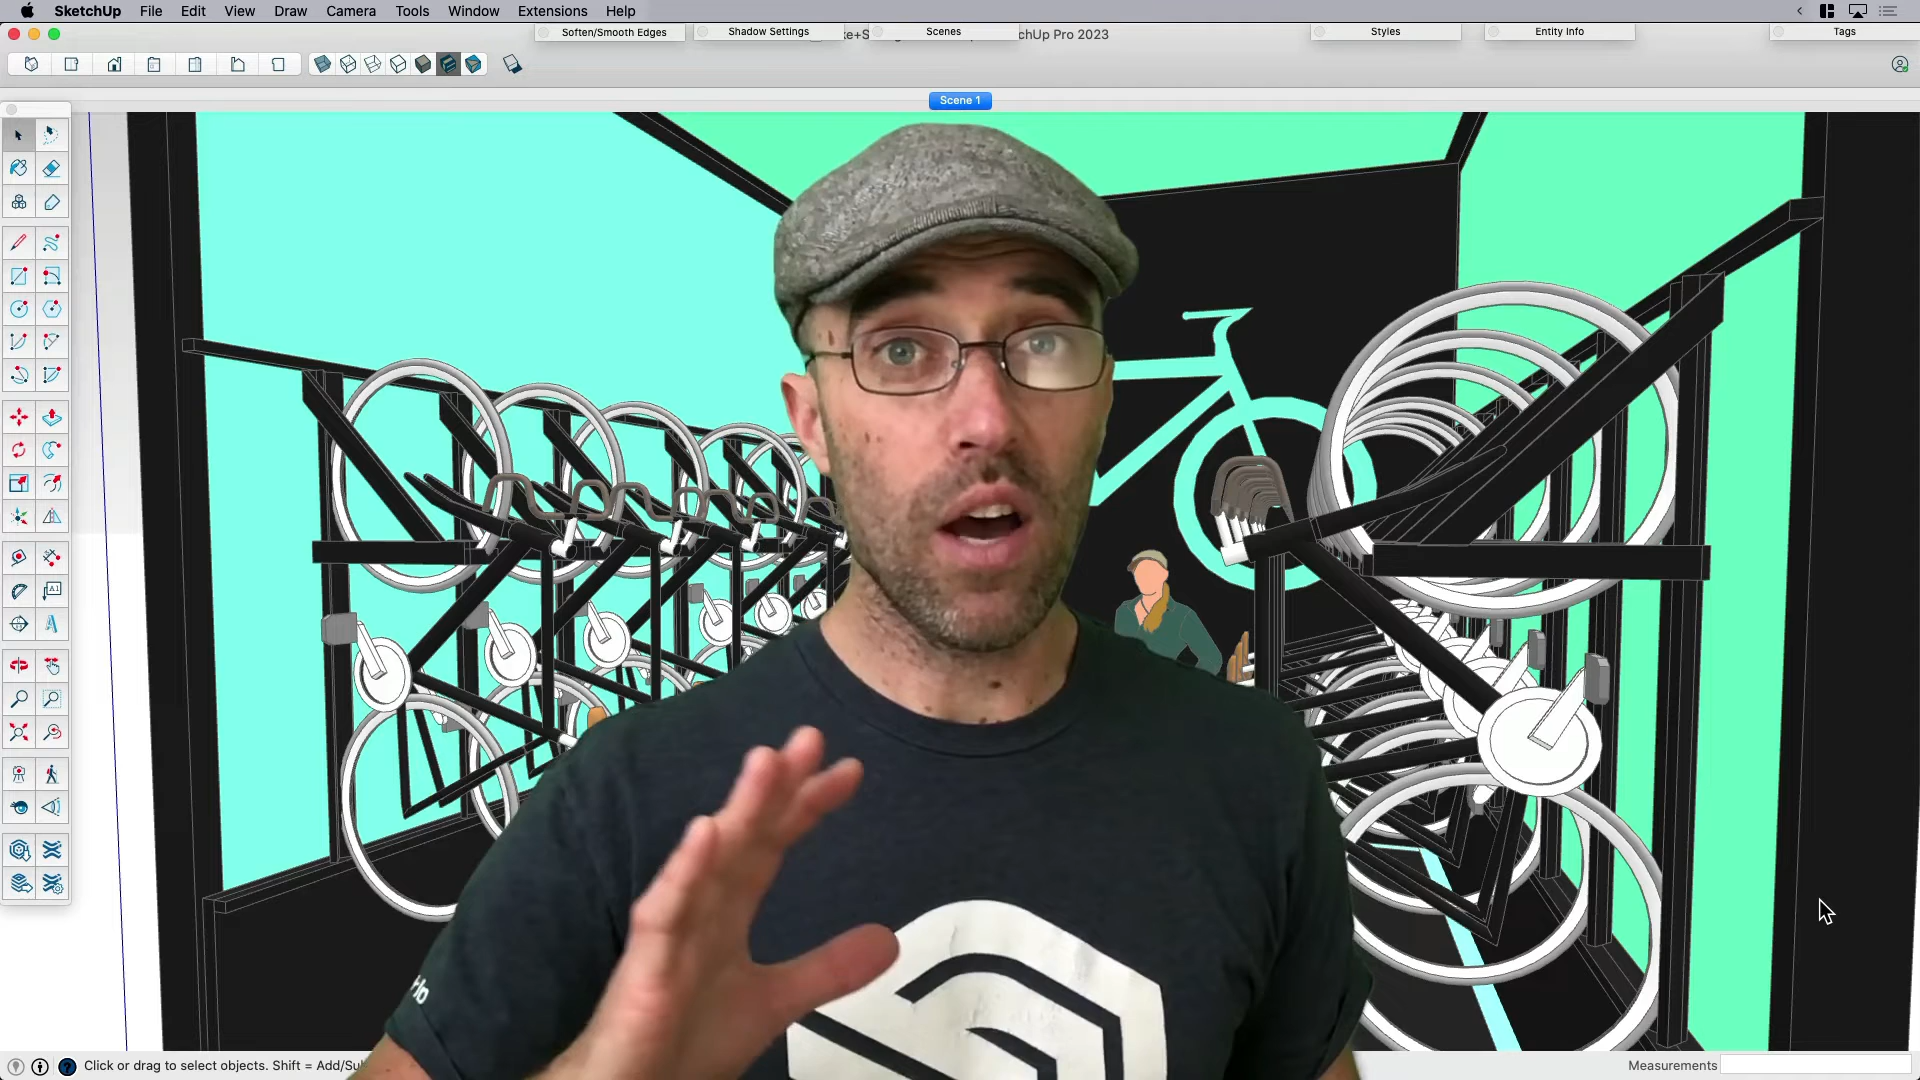 SketchUp File Edit View Draw Camera Tools Window Extensions Help
Soften/Smooth Edges Shadow Settings Scenes Styles Entity Info Tags
ke+S chUp Pro 2023
Scene 1
Click or drag to select objects. Shift = Add/Su
Measurements